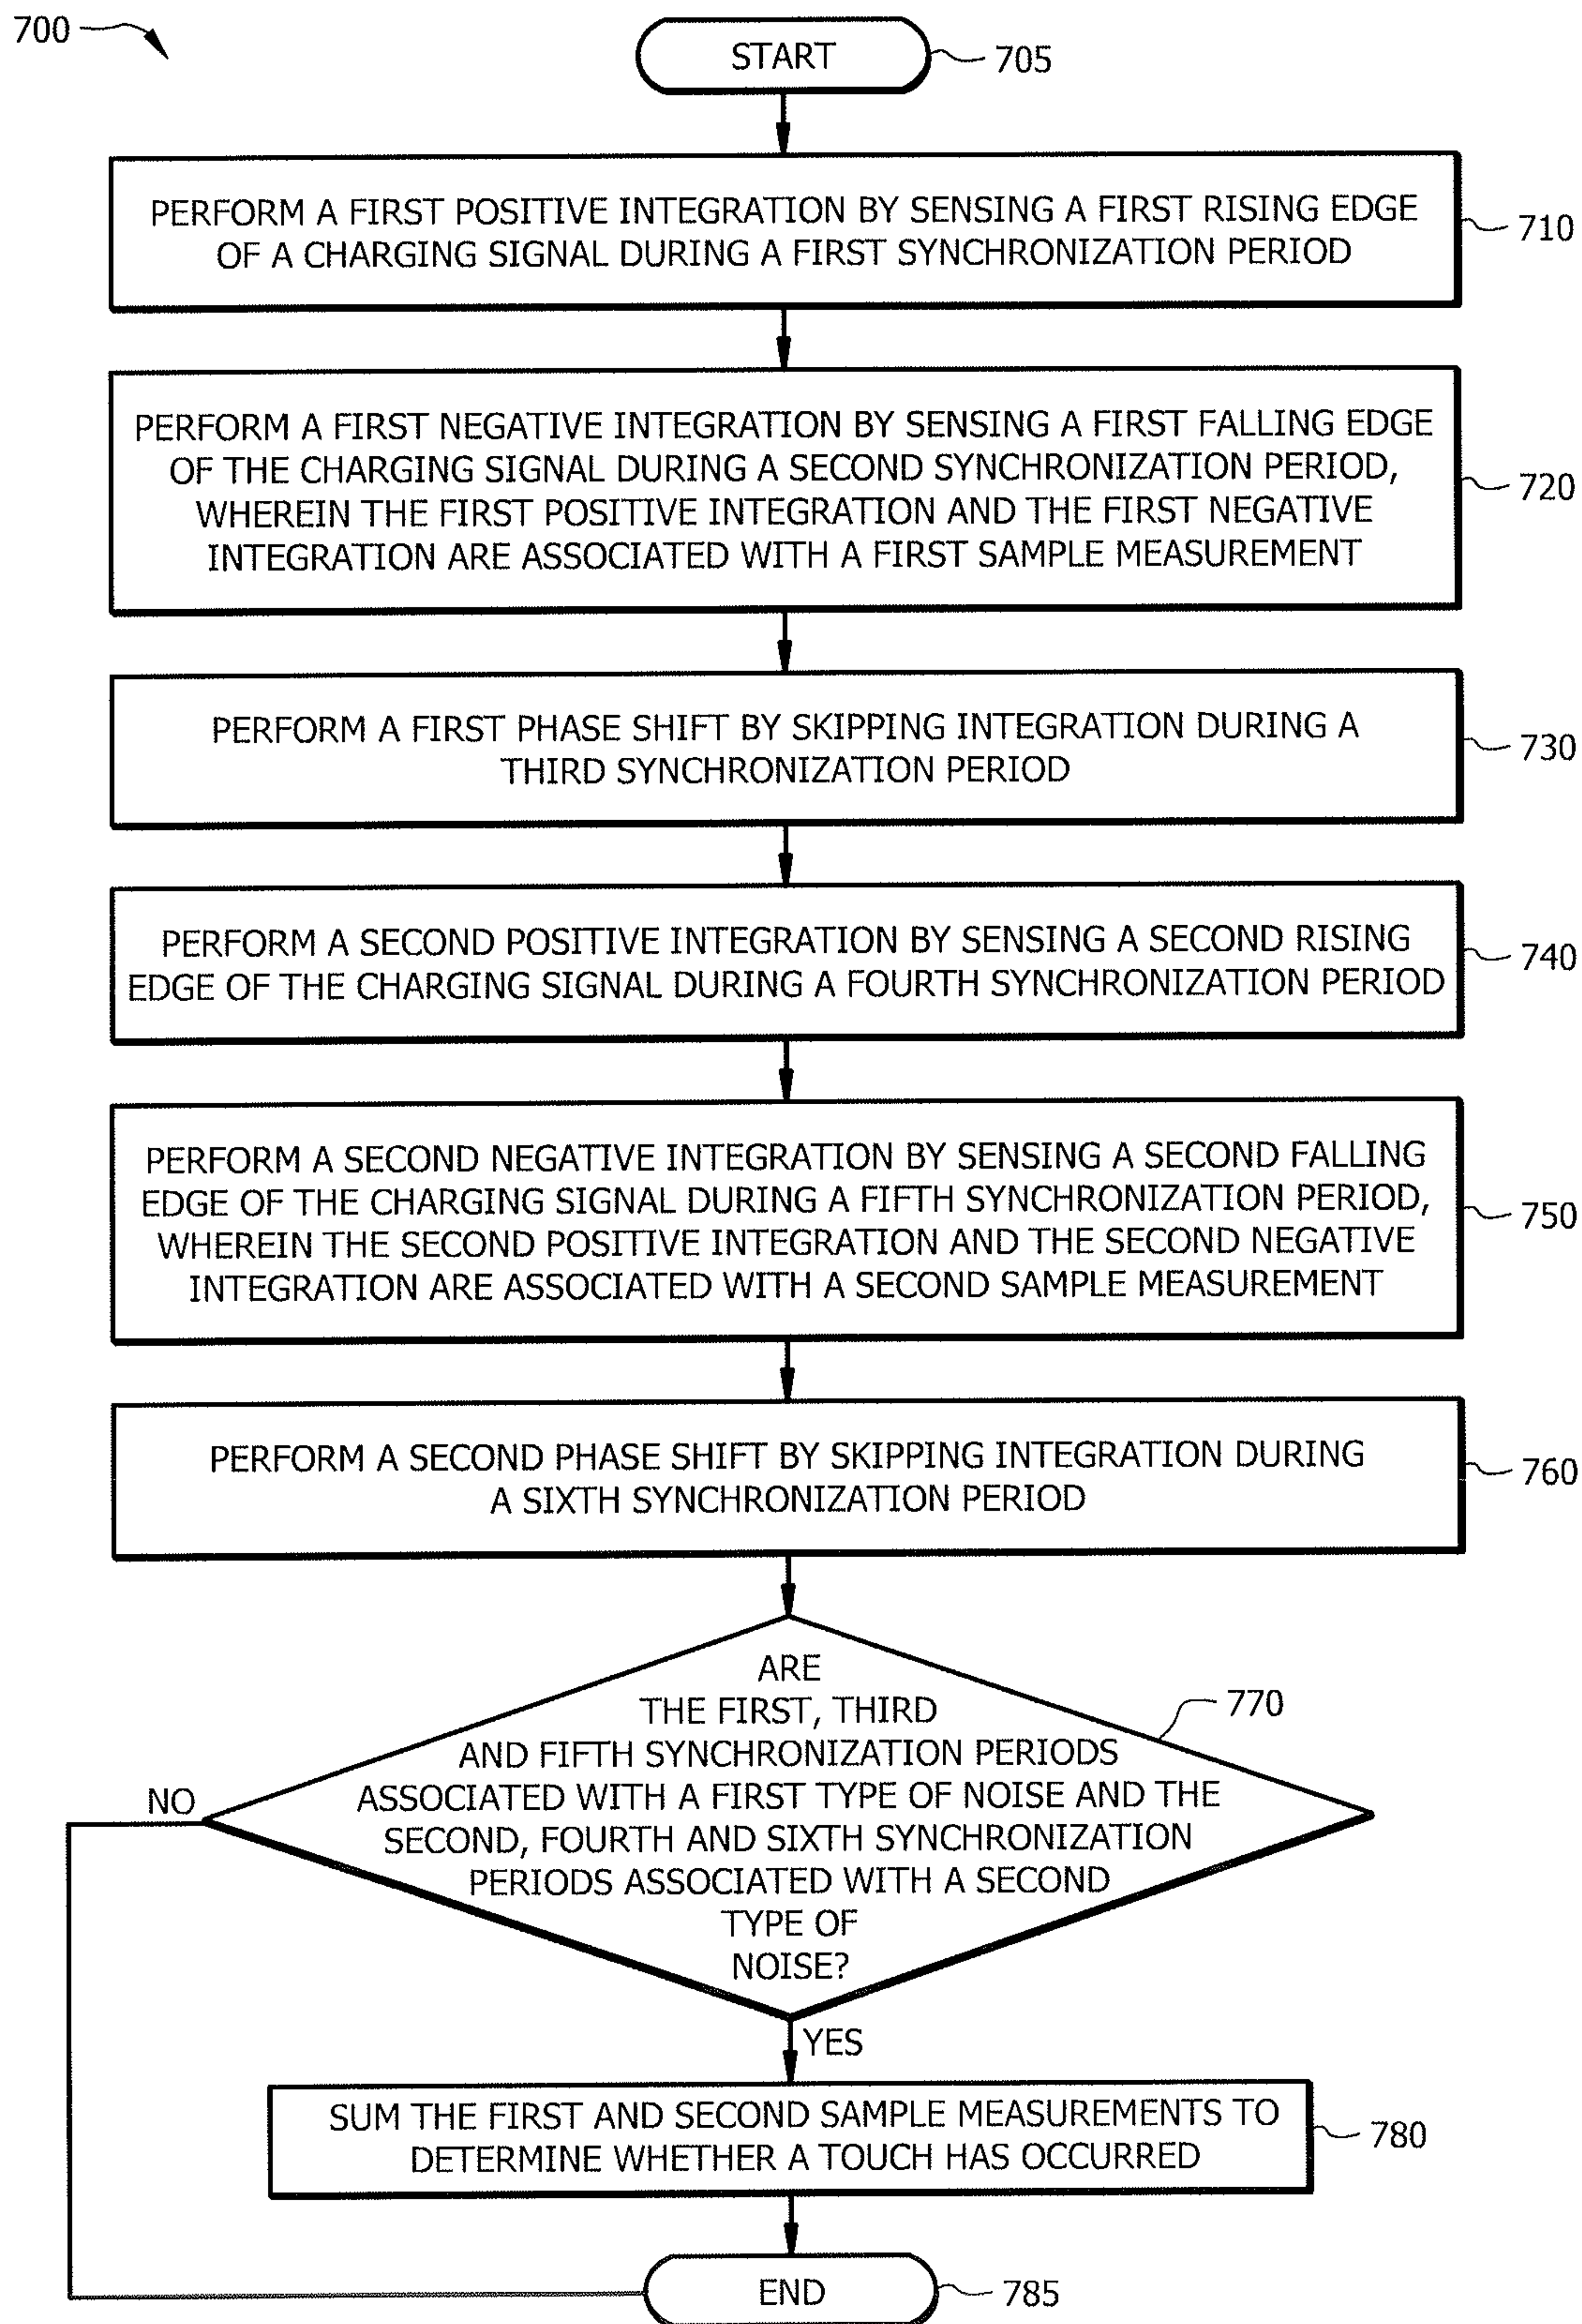 700
START
705
PERFORM A FIRST POSITIVE INTEGRATION BY SENSING A FIRST RISING EDGE
OF A CHARGING SIGNAL DURING A FIRST SYNCHRONIZATION PERIOD
710
PERFORM A FIRST NEGATIVE INTEGRATION BY SENSING A FIRST FALLING EDGE
OF THE CHARGING SIGNAL DURING A SECOND SYNCHRONIZATION PERIOD,
WHEREIN THE FIRST POSITIVE INTEGRATION AND THE FIRST NEGATIVE
INTEGRATION ARE ASSOCIATED WITH A FIRST SAMPLE MEASUREMENT
720
PERFORM A FIRST PHASE SHIFT BY SKIPPING INTEGRATION DURING A
THIRD SYNCHRONIZATION PERIOD
730
PERFORM A SECOND POSITIVE INTEGRATION BY SENSING A SECOND RISING
EDGE OF THE CHARGING SIGNAL DURING A FOURTH SYNCHRONIZATION PERIOD
740
PERFORM A SECOND NEGATIVE INTEGRATION BY SENSING A SECOND FALLING
EDGE OF THE CHARGING SIGNAL DURING A FIFTH SYNCHRONIZATION PERIOD,
WHEREIN THE SECOND POSITIVE INTEGRATION AND THE SECOND NEGATIVE
INTEGRATION ARE ASSOCIATED WITH A SECOND SAMPLE MEASUREMENT
750
PERFORM A SECOND PHASE SHIFT BY SKIPPING INTEGRATION DURING
A SIXTH SYNCHRONIZATION PERIOD
760
ARE
THE FIRST, THIRD
AND FIFTH SYNCHRONIZATION PERIODS
ASSOCIATED WITH A FIRST TYPE OF NOISE AND THE
SECOND, FOURTH AND SIXTH SYNCHRONIZATION
PERIODS ASSOCIATED WITH A SECOND
TYPE OF
NOISE?
770
NO
YES
SUM THE FIRST AND SECOND SAMPLE MEASUREMENTS TO
DETERMINE WHETHER A TOUCH HAS OCCURRED
780
END
785